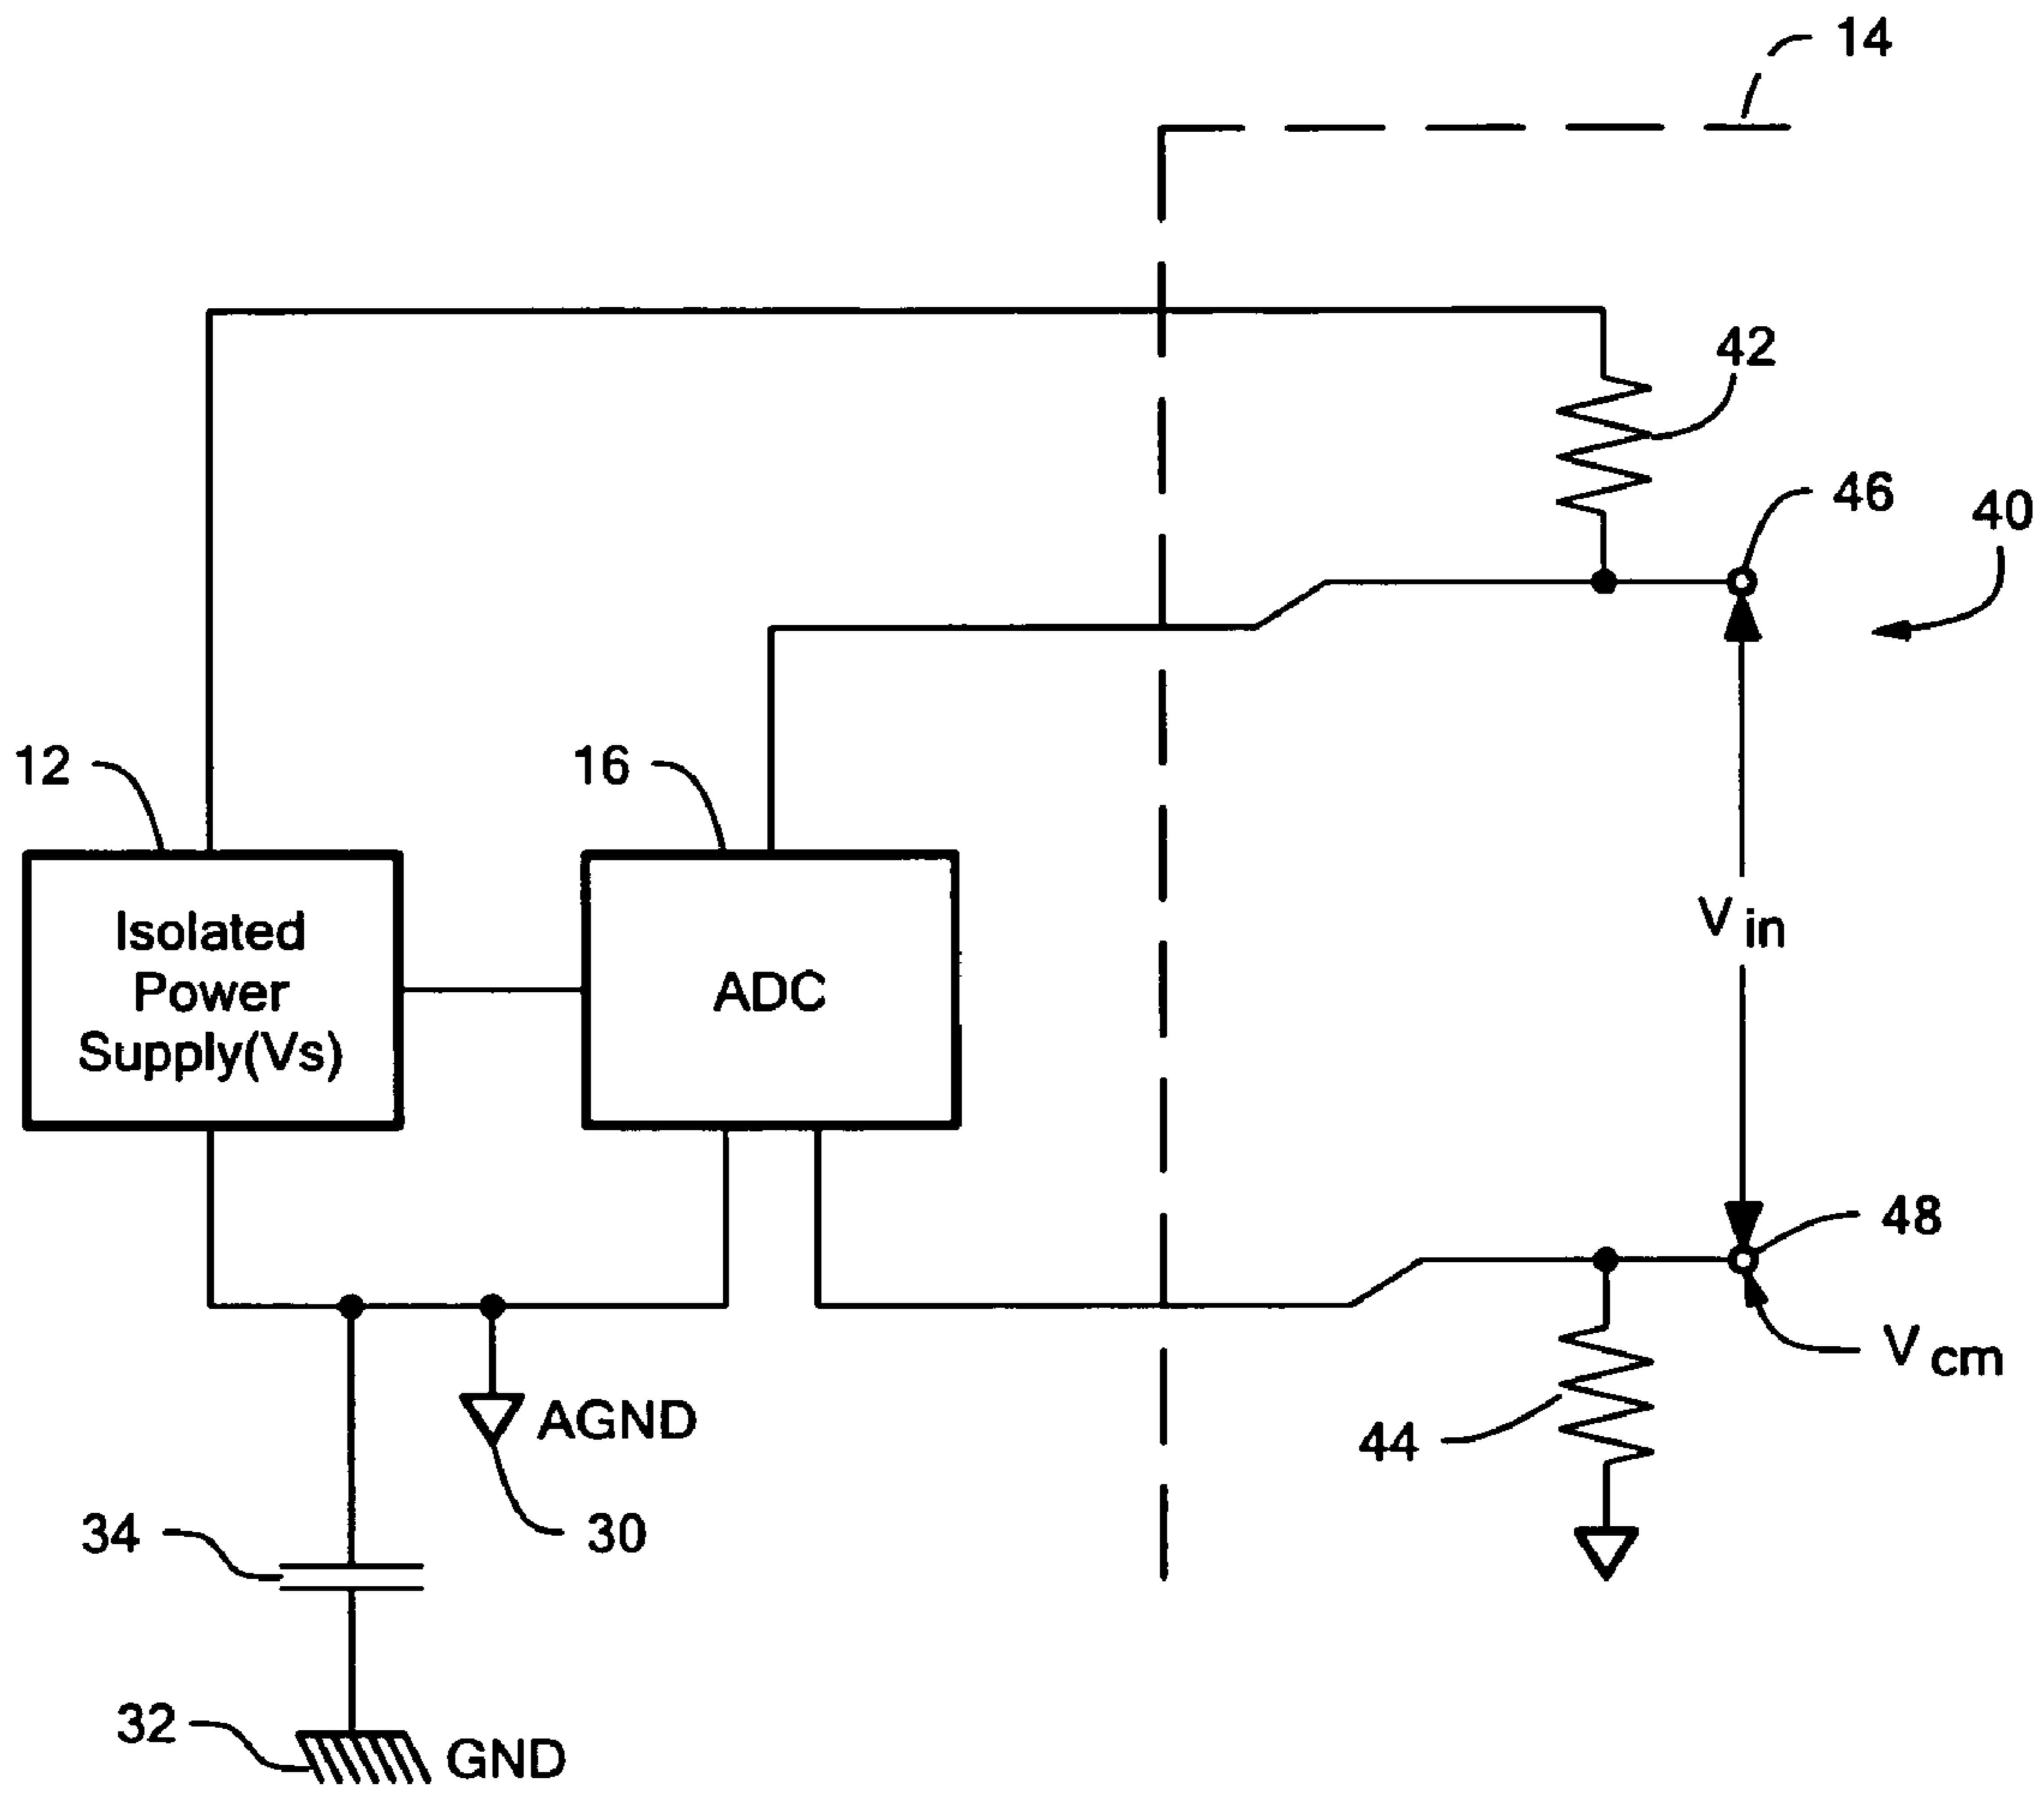 14
42
46
40
12
16
Isolated
Power
Supply(Vs)
ADC
V in
48
V cm
AGND
44
34
30
32
GND